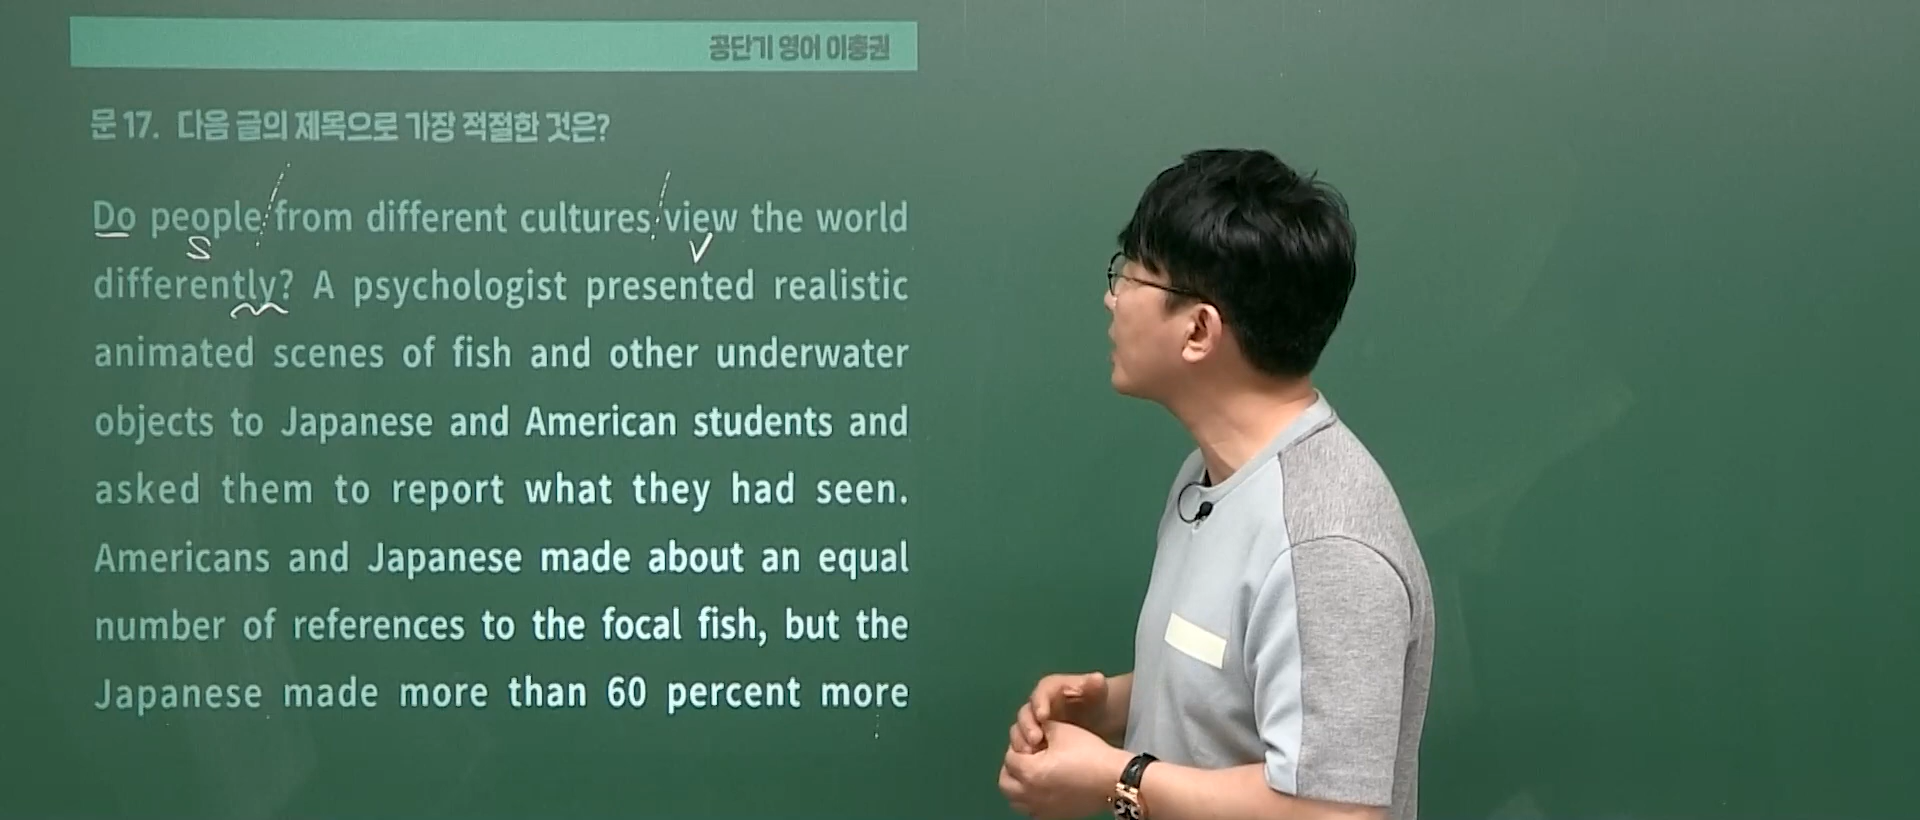 공단기 영어 이충권
문 17. 다음 글의 제목으로 가장 적절한 것은?
Do people from different cultures view the world
S V
differently? A psychologist presented realistic
animated scenes of fish and other underwater
objects to Japanese and American students and
asked them to report what they had seen.
Americans and Japanese made about an equal
number of references to the focal fish, but the
Japanese made more than 60 percent more